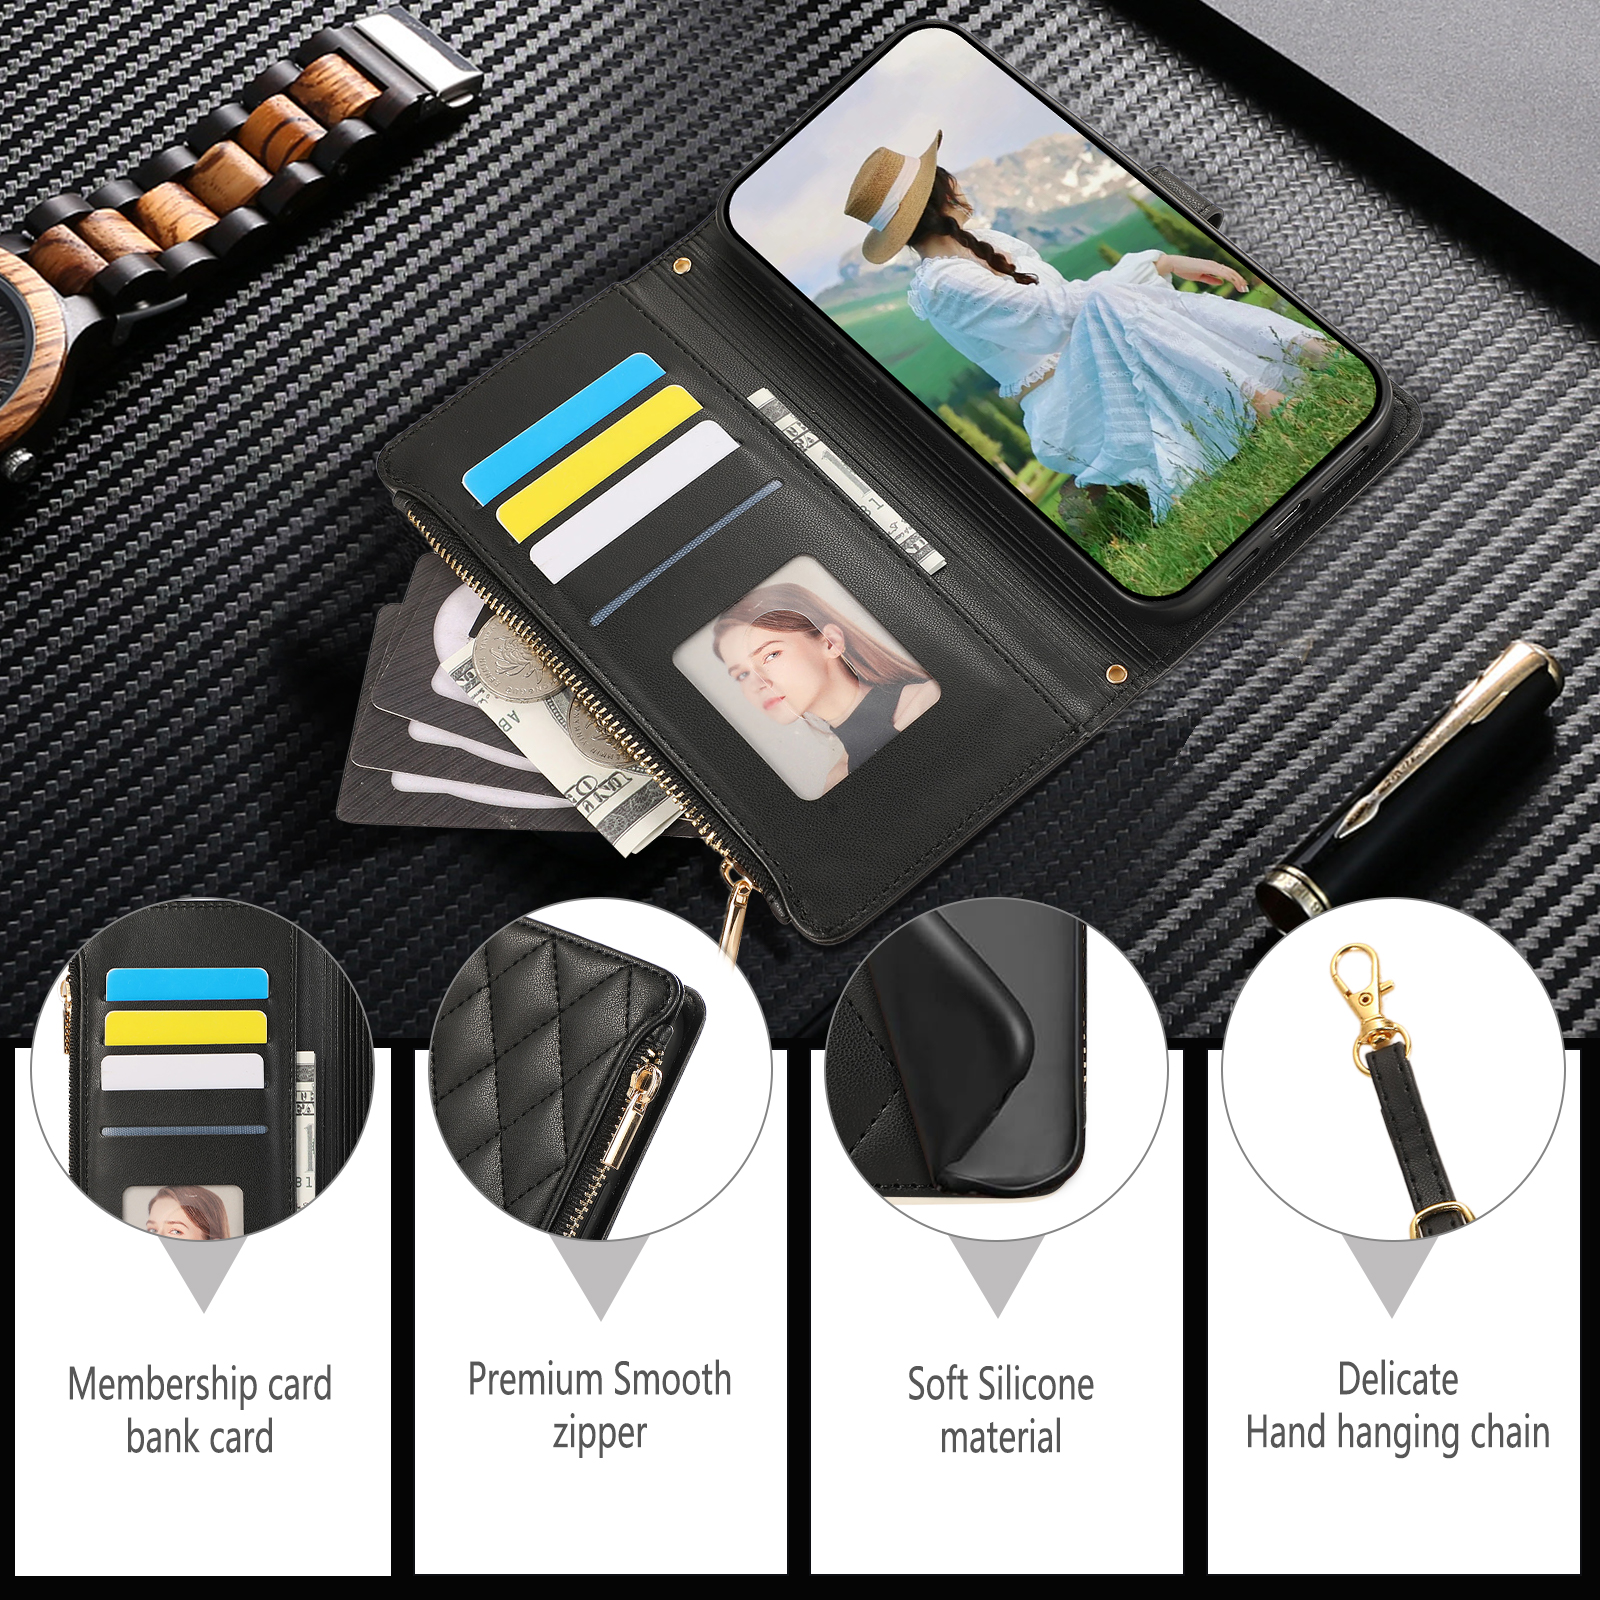 Membership card
bank card
Premium Smooth
zipper
Soft Silicone
material
Delicate
Hand hanging chain